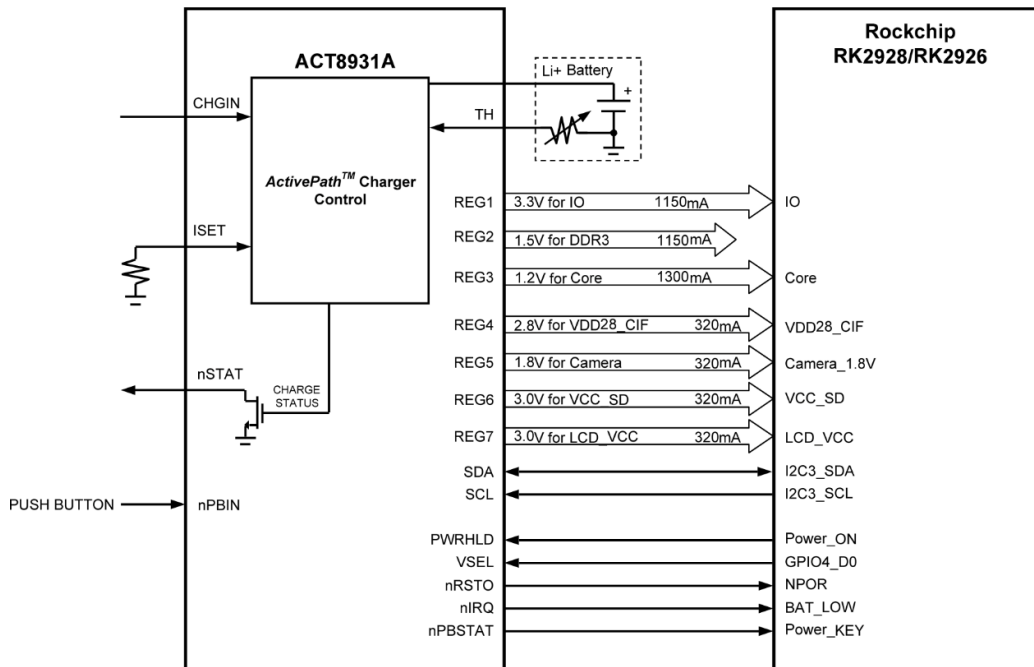 Rockchip
RK2928/RK2926
ACT8931A
Li+ Battery
+
CHGIN
TH
ActivePath™ Charger
Control
REG1 3.3V for IO 1150mA IO
ISET
REG2 1.5V for DDR3 1150mA
REG3 1.2V for Core 1300mA Core
REG4 2.8V for VDD28_CIF 320mA VDD28_CIF
REG5 1.8V for Camera 320mA Camera_1.8V
nSTAT
CHARGE
STATUS
REG6 3.0V for VCC_SD 320mA VCC_SD
REG7 3.0V for LCD_VCC 320mA LCD_VCC
SDA I2C3_SDA
SCL I2C3_SCL
PUSH BUTTON nPBIN
PWRHLD Power_ON
VSEL GPIO4_D0
nRSTO NPOR
nIRQ BAT_LOW
nPBSTAT Power_KEY